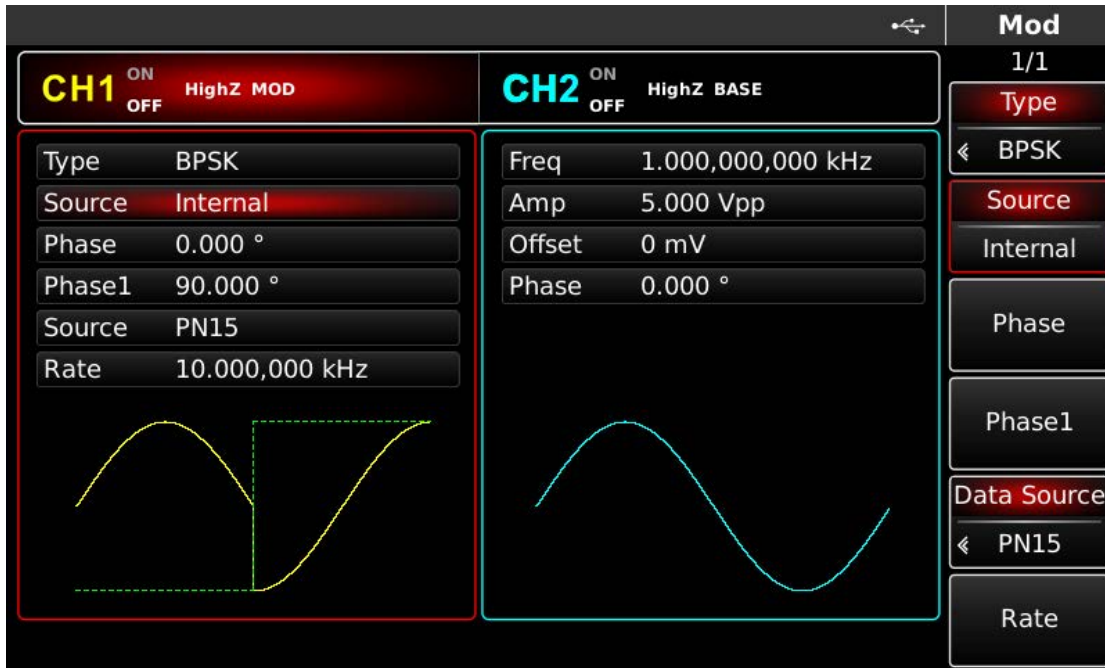 Mod
1/1
CH1 ON OFF HighZ MOD
CH2 ON OFF HighZ BASE
Type BPSK
Source Internal
Phase 0.000 °
Phase1 90.000 °
Source PN15
Rate 10.000,000 kHz
Freq 1.000,000,000 kHz
Amp 5.000 Vpp
Offset 0 mV
Phase 0.000 °
Type
BPSK
Source
Internal
Phase
Phase1
Data Source
PN15
Rate